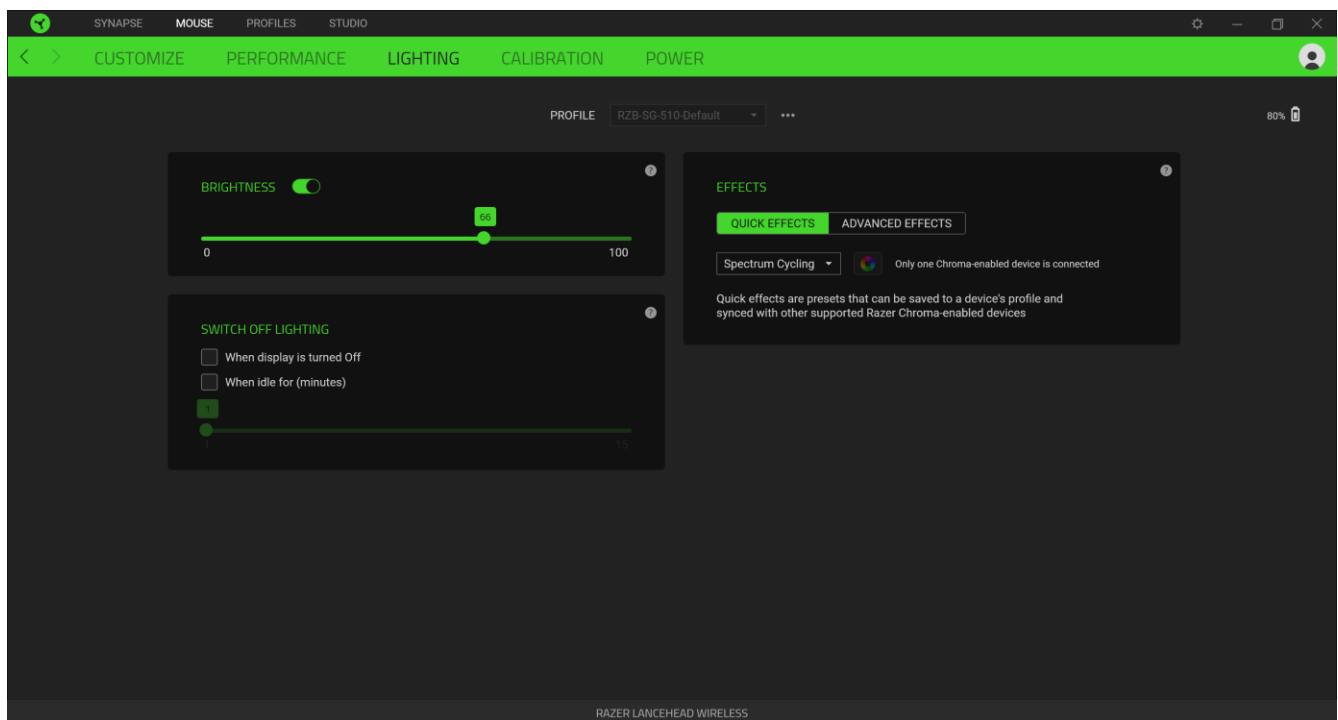 SYNAPSE MOUSE PROFILES STUDIO
CUSTOMIZE PERFORMANCE LIGHTING CALIBRATION POWER
PROFILE RZB-SG-510-Default
80%
BRIGHTNESS
66
0 100
SWITCH OFF LIGHTING
When display is turned Off
When idle for (minutes)
1
1 15
EFFECTS
QUICK EFFECTS ADVANCED EFFECTS
Spectrum Cycling Only one Chroma-enabled device is connected
Quick effects are presets that can be saved to a device's profile and
synced with other supported Razer Chroma-enabled devices
RAZER LANCEHEAD WIRELESS